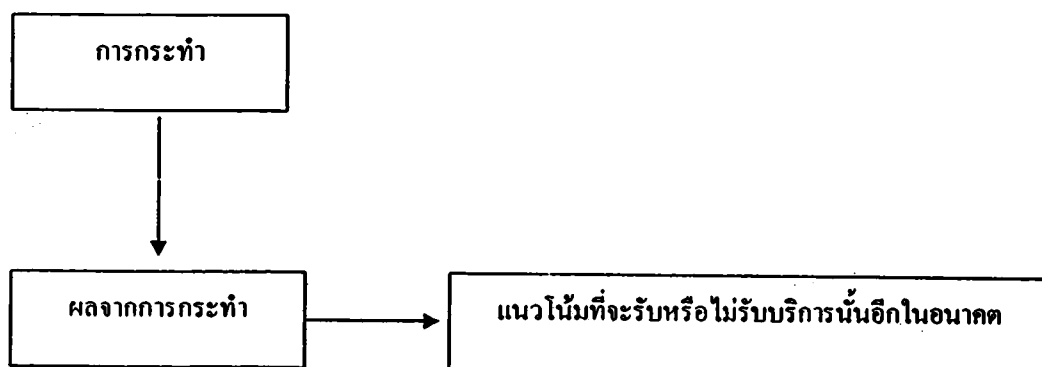 การกระทำ
ผลจากการกระทำ
แนวโน้มที่จะรับหรือไม่รับบริการนั้นอีกในอนาคต